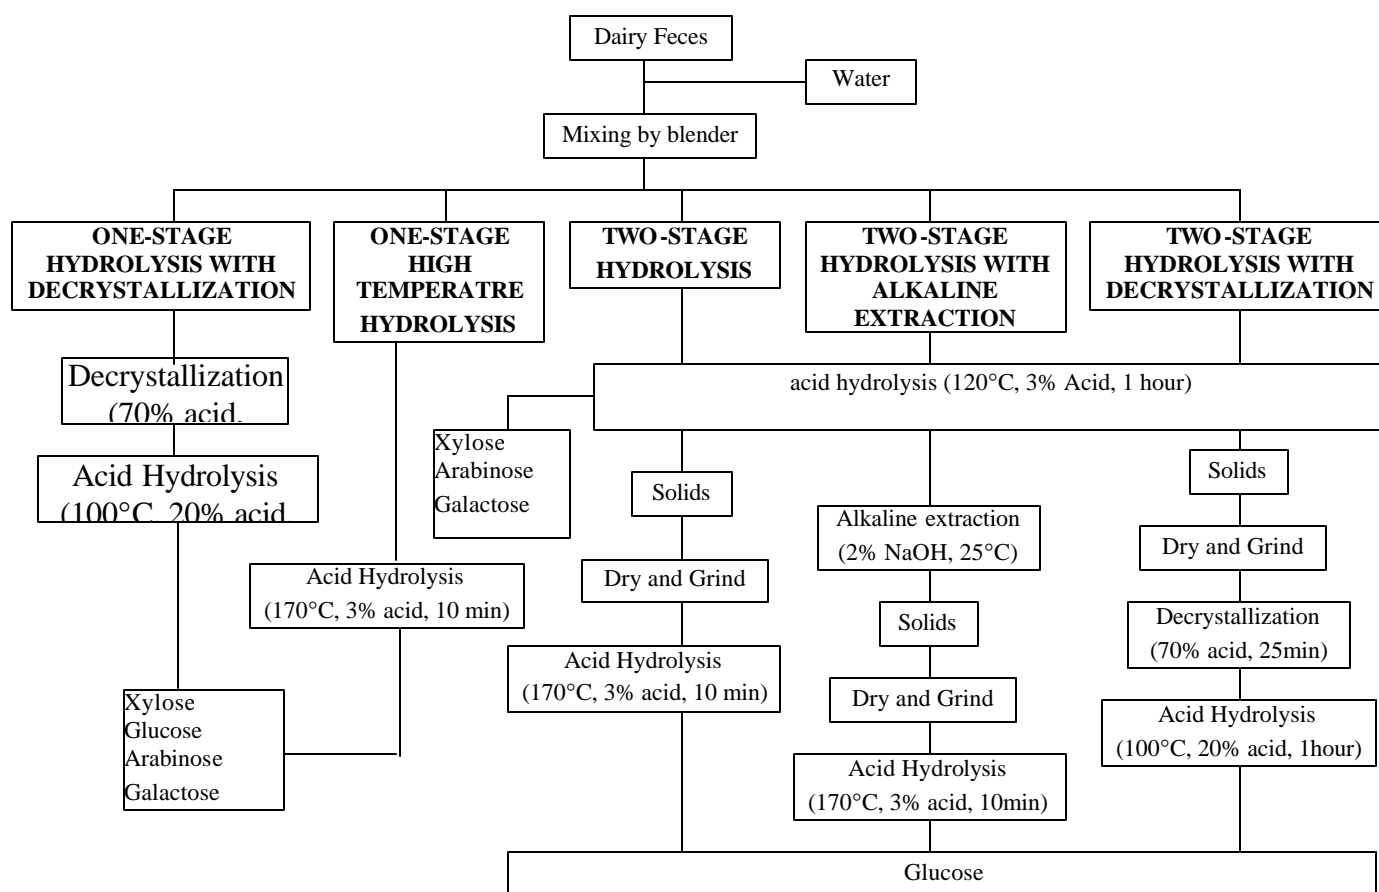 Dairy Feces
Water
Mixing by blender
ONE-STAGE
HYDROLYSIS WITH
DECRYSTALLIZATION
ONE-STAGE
HIGH
TEMPERATRE
HYDROLYSIS
TWO-STAGE
HYDROLYSIS
TWO-STAGE
HYDROLYSIS WITH
ALKALINE
EXTRACTION
TWO-STAGE
HYDROLYSIS WITH
DECRYSTALLIZATION
Decrystallization
(70% acid,
Acid Hydrolysis
(100°C, 20% acid,
acid hydrolysis (120°C, 3% Acid, 1 hour)
Xylose
Arabinose
Galactose
Solids
Alkaline extraction
(2% NaOH, 25°C)
Solids
Dry and Grind
Acid Hydrolysis
(170°C, 3% acid, 10 min)
Dry and Grind
Solids
Decrystallization
(70% acid, 25min)
Acid Hydrolysis
(170°C, 3% acid, 10 min)
Dry and Grind
Acid Hydrolysis
(100°C, 20% acid, 1hour)
Xylose
Glucose
Arabinose
Galactose
Acid Hydrolysis
(170°C, 3% acid, 10min)
Glucose